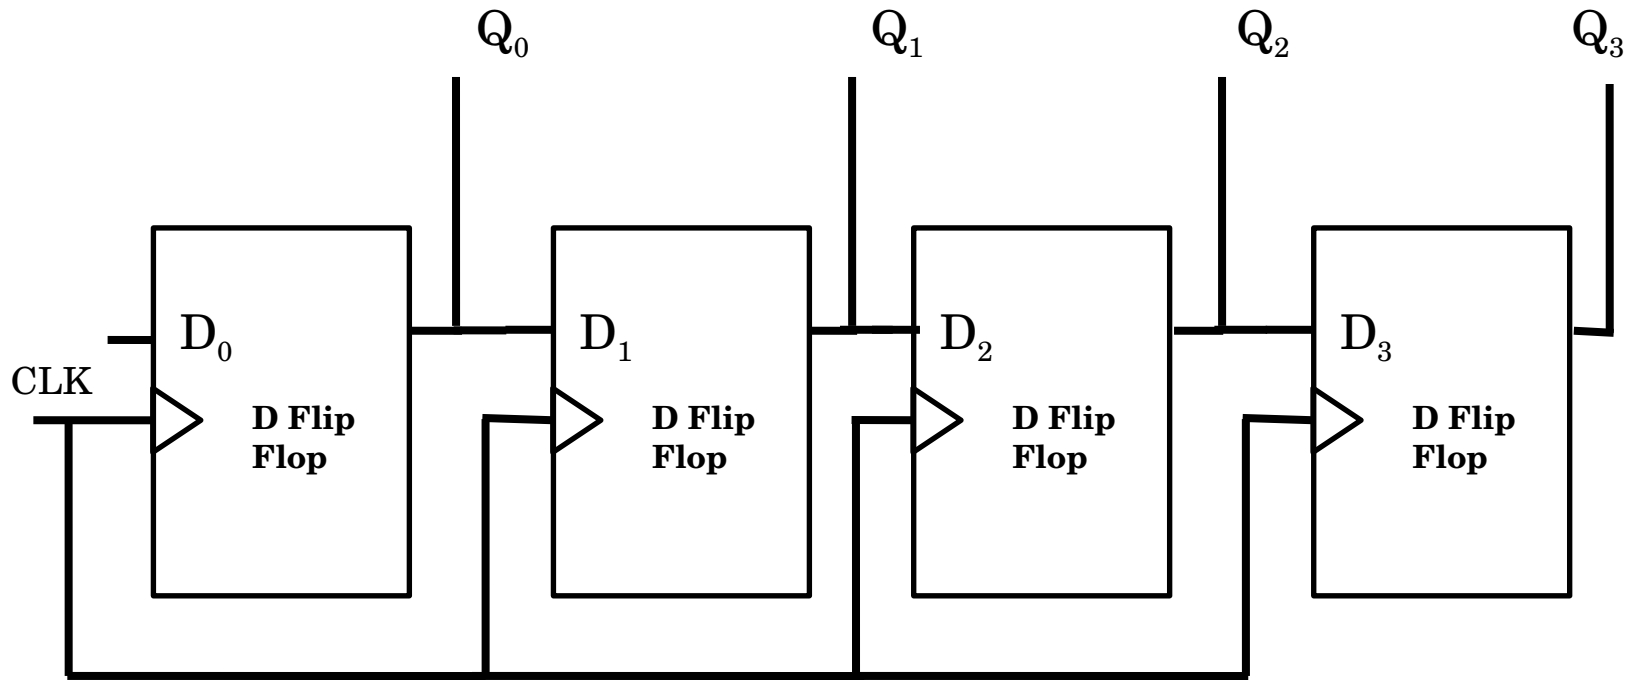 Q₀ Q₁ Q₂ Q₃
D₀ D₁ D₂ D₃
CLK
D Flip D Flip D Flip D Flip
Flop Flop Flop Flop